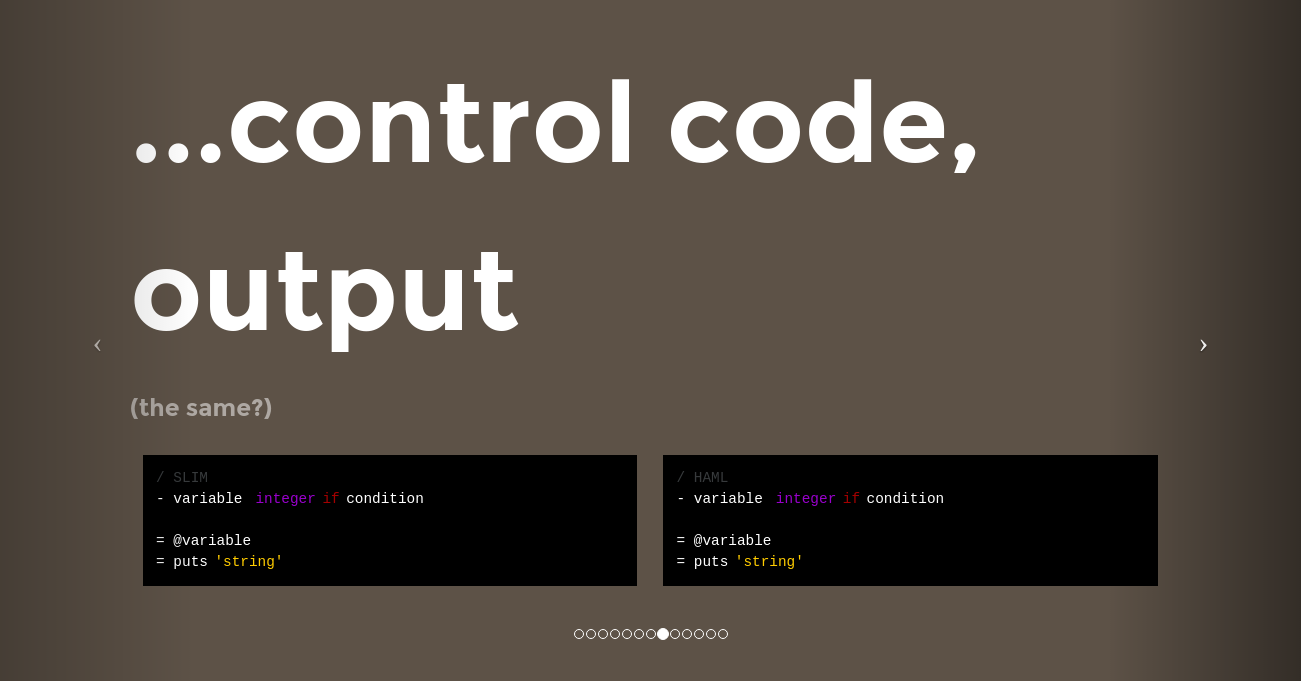 ...control code,
output
(the same?)
/ SLIM
- variable integer if condition
= @variable
= puts 'string'
/ HAML
- variable integer if condition
= @variable
= puts 'string'